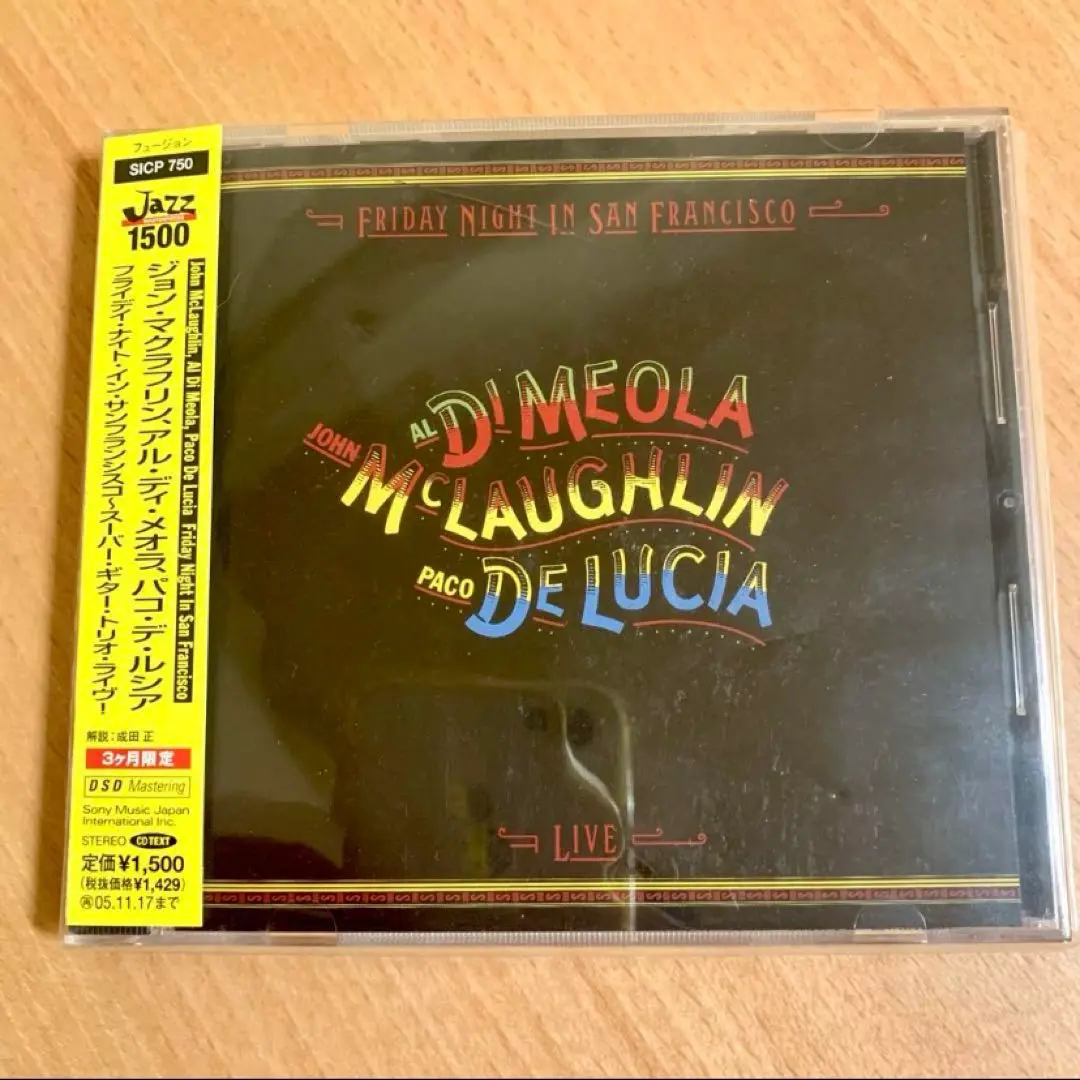 フュージョン
SICP 750
Jazz
1500
John McLaughlin, Al Di Meola, Paco De Lucia Friday Night In San Francisco
ジョン・マクラフリン、アル・ディ・メオラ、パコ・デ・ルシア
フライデイ・ナイト・イン・サンフランシスコ〜スーパー・ギター・トリオ・ライヴ!
解説:成田 正
3ヶ月限定
DSD Mastering
Sony Music Japan
International Inc.
STEREO CD TEXT
定価¥1,500
(税抜価格¥1,429)
㋐05.11.17まで
FRIDAY NIGHT IN SAN FRANCISCO
AL DI MEOLA
JOHN MCLAUGHLIN
PACO DE LUCIA
LIVE